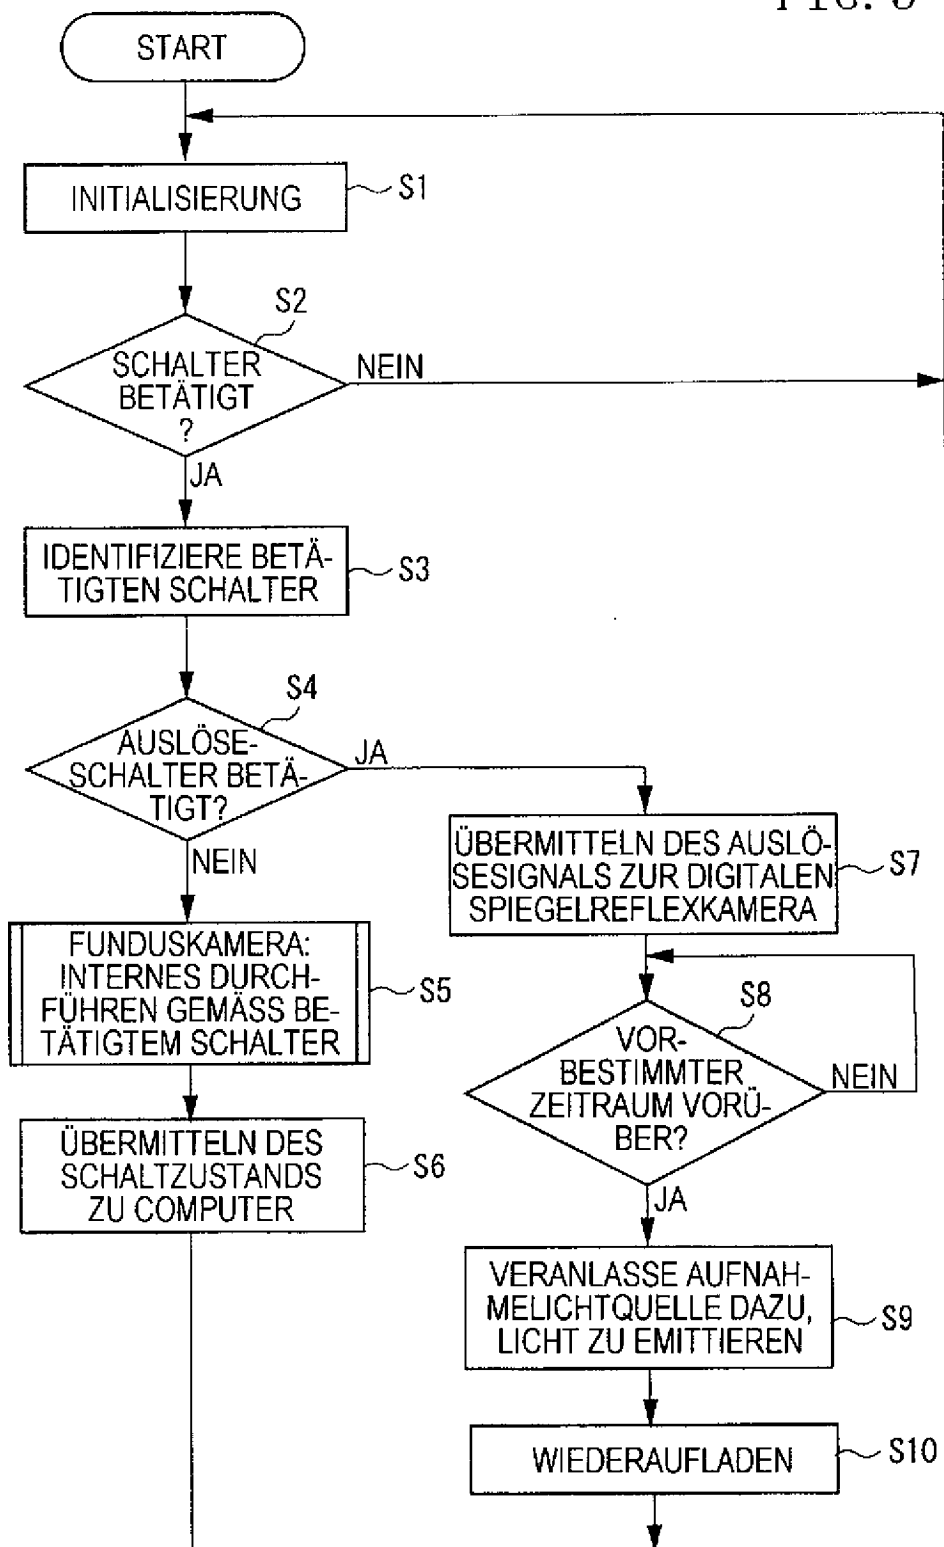 START
INITIALISIERUNG
S1
S2
SCHALTER
BETÄTIGT
?
NEIN
JA
IDENTIFIZIERE BETÄ-
TIGTEN SCHALTER
S3
S4
AUSLÖSE-
SCHALTER BETÄ-
TIGT?
JA
NEIN
FUNDUSKAMERA:
INTERNES DURCH-
FÜHREN GEMÄSS BE-
TÄTIGTEM SCHALTER
S5
ÜBERMITTELN DES
SCHALTZUSTANDS
ZU COMPUTER
S6
ÜBERMITTELN DES AUSLÖ-
SESIGNALS ZUR DIGITALEN
SPIEGELREFLEXKAMERA
S7
S8
VOR-
BESTIMMTER
ZEITRAUM VORÜ-
BER?
NEIN
JA
VERANLASSE AUFNAH-
MELICHTQUELLE DAZU,
LICHT ZU EMITTIEREN
S9
WIEDERAUFLADEN
S10